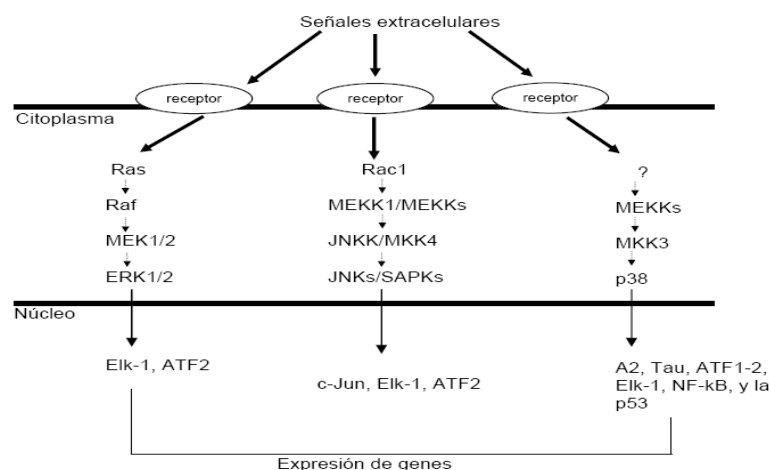 Señales extracelulares
receptor receptor receptor
Citoplasma
Ras Rac1 ?
Raf MEKK1/MEKKs MEKKs
MEK1/2 JNKK/MKK4 MKK3
ERK1/2 JNKs/SAPKs p38
Núcleo
Elk-1, ATF2
c-Jun, Elk-1, ATF2
A2, Tau, ATF1-2,
Elk-1, NF-kB, y la
p53
Expresión de genes